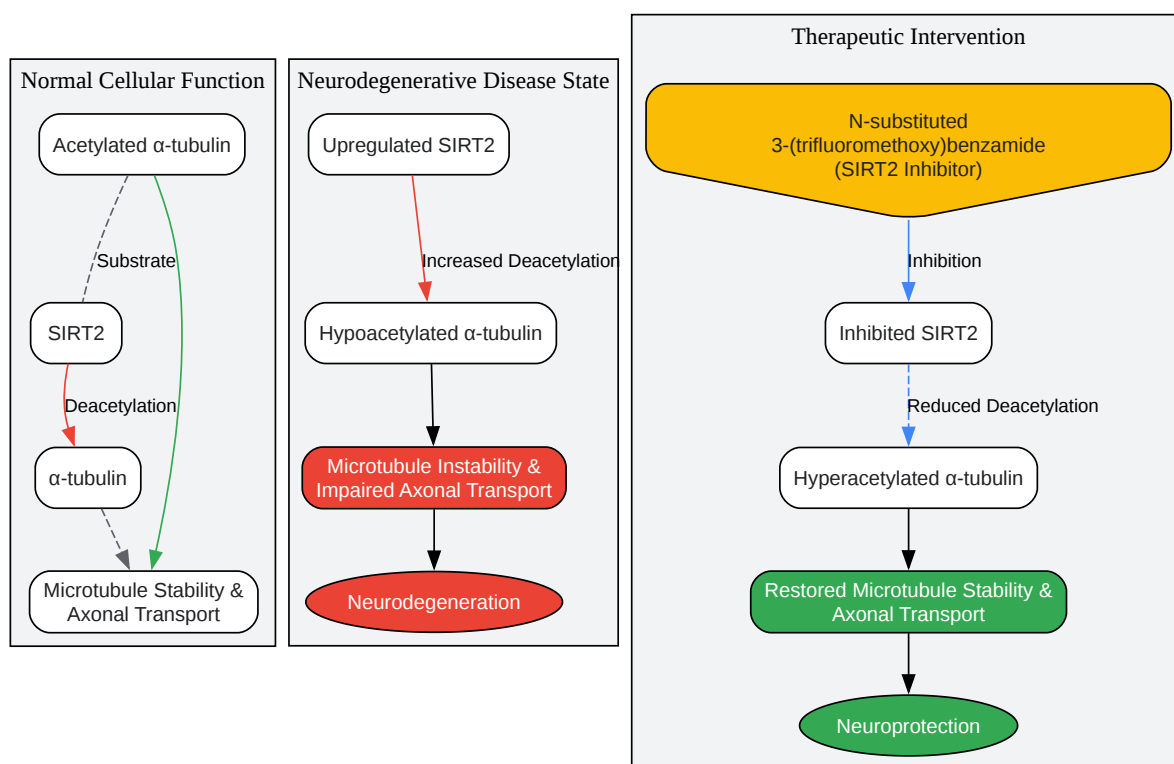 Normal Cellular Function
Acetylated α-tubulin
Substrate
SIRT2
Deacetylation
α-tubulin
Microtubule Stability &
Axonal Transport
Neurodegenerative Disease State
Upregulated SIRT2
Increased Deacetylation
Hypoacetylated α-tubulin
Microtubule Instability &
Impaired Axonal Transport
Neurodegeneration
Therapeutic Intervention
N-substituted
3-(trifluoromethoxy)benzamide
(SIRT2 Inhibitor)
Inhibition
Inhibited SIRT2
Reduced Deacetylation
Hyperacetylated α-tubulin
Restored Microtubule Stability &
Axonal Transport
Neuroprotection